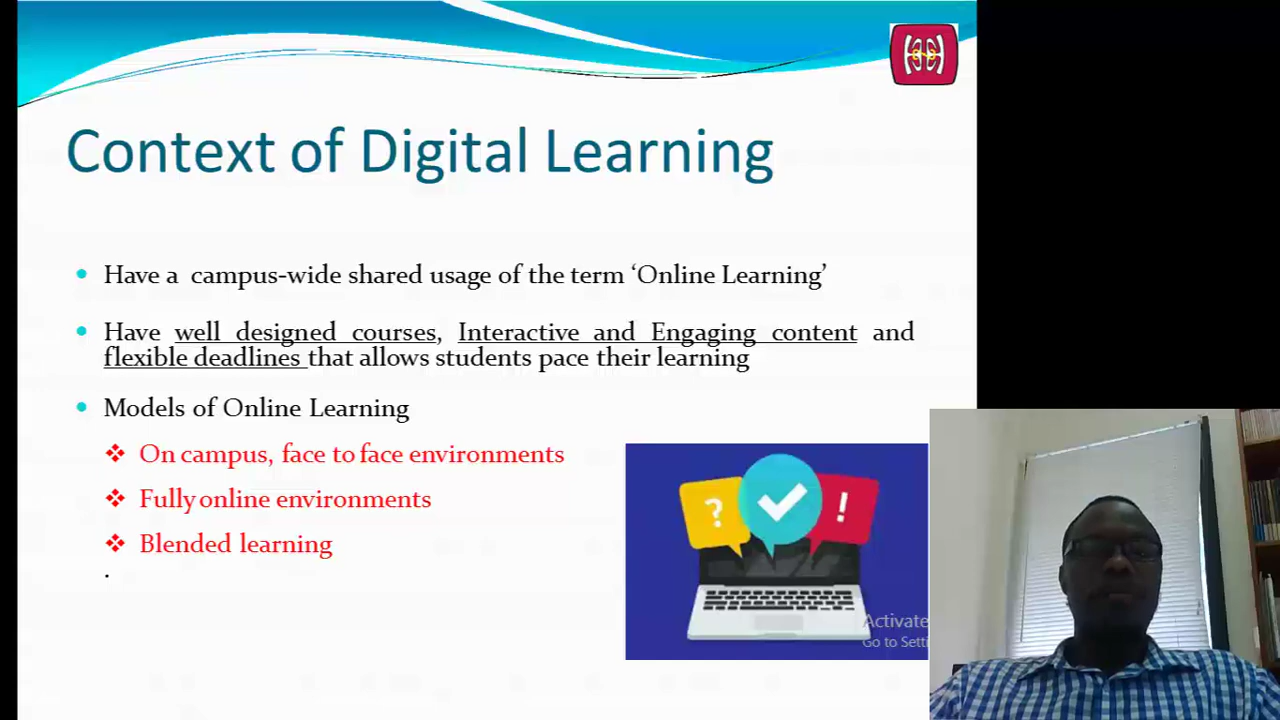 Context of Digital Learning
Have a campus-wide shared usage of the term ‘Online Learning’
Have well designed courses, Interactive and Engaging content and
flexible deadlines that allows students pace their learning
Models of Online Learning
On campus, face to face environments
Fully online environments
Blended learning
.
?
!
Activate
Go to Setti